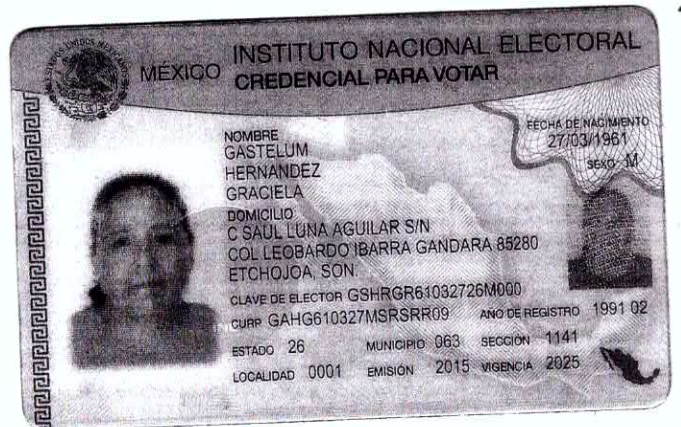 MÉXICO
INSTITUTO NACIONAL ELECTORAL
CREDENCIAL PARA VOTAR
NOMBRE
GASTELUM
HERNANDEZ
GRACIELA
FECHA DE NACIMIENTO
27/03/1961
SEXO M
DOMICILIO
C SAUL LUNA AGUILAR S/N
COL LEOBARDO IBARRA GANDARA 85280
ETCHOJOA, SON.
CLAVE DE ELECTOR GSHRGR61032726M000
CURP GAHG610327MSRSRR09 AÑO DE REGISTRO 1991 02
ESTADO 26 MUNICIPIO 063 SECCIÓN 1141
LOCALIDAD 0001 EMISIÓN 2015 VIGENCIA 2025